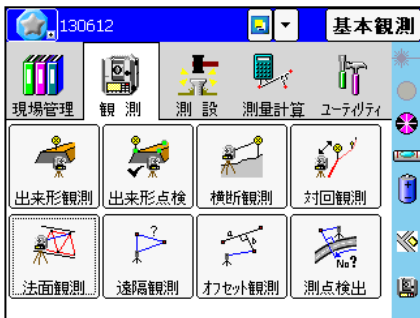 130612 基本観測
現場管理 観測 測設 測量計算 ユーティリティ
出来形観測 出来形点検 横断観測 対回観測
?
a b
No?
法面観測 遠隔観測 オフセット観測 測点検出